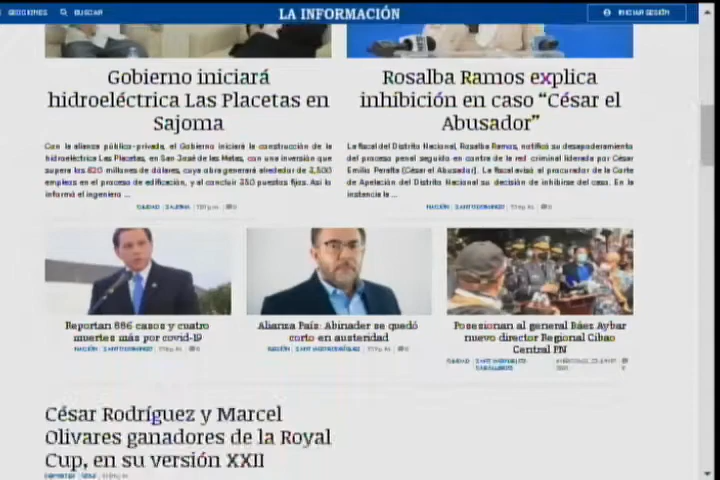 SECCIONES BUSCAR LA INFORMACIÓN INICIAR SESIÓN
Gobierno iniciará
hidroeléctrica Las Placetas en
Sajoma
Con la alianza público-privada, el Gobierno iniciará la construcción de la
hidroeléctrica Las Placetas, en San José de las Matas, con una inversión que
supera los 620 millones de dólares, cuya obra generará alrededor de 2,500
empleos en el proceso de edificación, y al concluir 350 puestos fijos. Así lo
informó el ingeniero ...
Rosalba Ramos explica
inhibición en caso “César el
Abusador”
La fiscal del Distrito Nacional, Rosalba Ramos, notificó su desapoderamiento
del proceso penal seguido en contra de la red criminal liderada por César
Emilio Peralta (César el Abusador). La fiscal avisó al procurador de la Corte
de Apelación del Distrito Nacional su decisión de inhibirse del caso. En la
instancia la ...
NACIÓN SANTO DOMINGO
Reportan 886 casos y cuatro
muertes más por covid-19
NACIÓN SANTO DOMINGO
Alianza País: Abinader se quedó
corto en austeridad
Posesionan al general Báez Aybar
nuevo director Regional Cibao
Central PN
César Rodríguez y Marcel
Olivares ganadores de la Royal
Cup, en su versión XXII